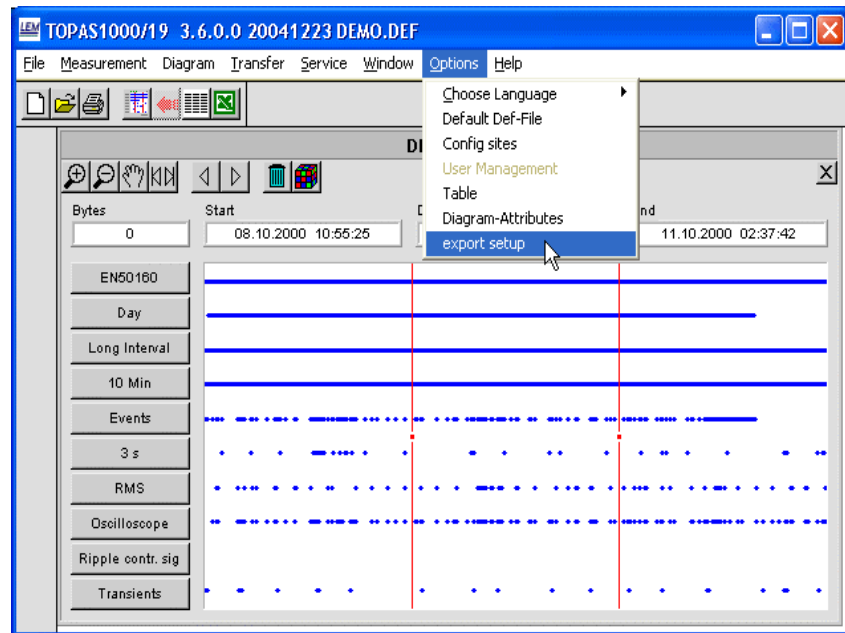 LEM TOPAS1000/19 3.6.0.0 20041223 DEMO.DEF
File Measurement Diagram Transfer Service Window Options Help
Choose Language
Default Def-File
Config sites
User Management
Table
Diagram-Attributes
export setup
X
Bytes Start
0 08.10.2000 10:55:25 11.10.2000 02:37:42
EN50160
Day
Long Interval
10 Min
Events
3 s
RMS
Oscilloscope
Ripple contr. sig
Transients